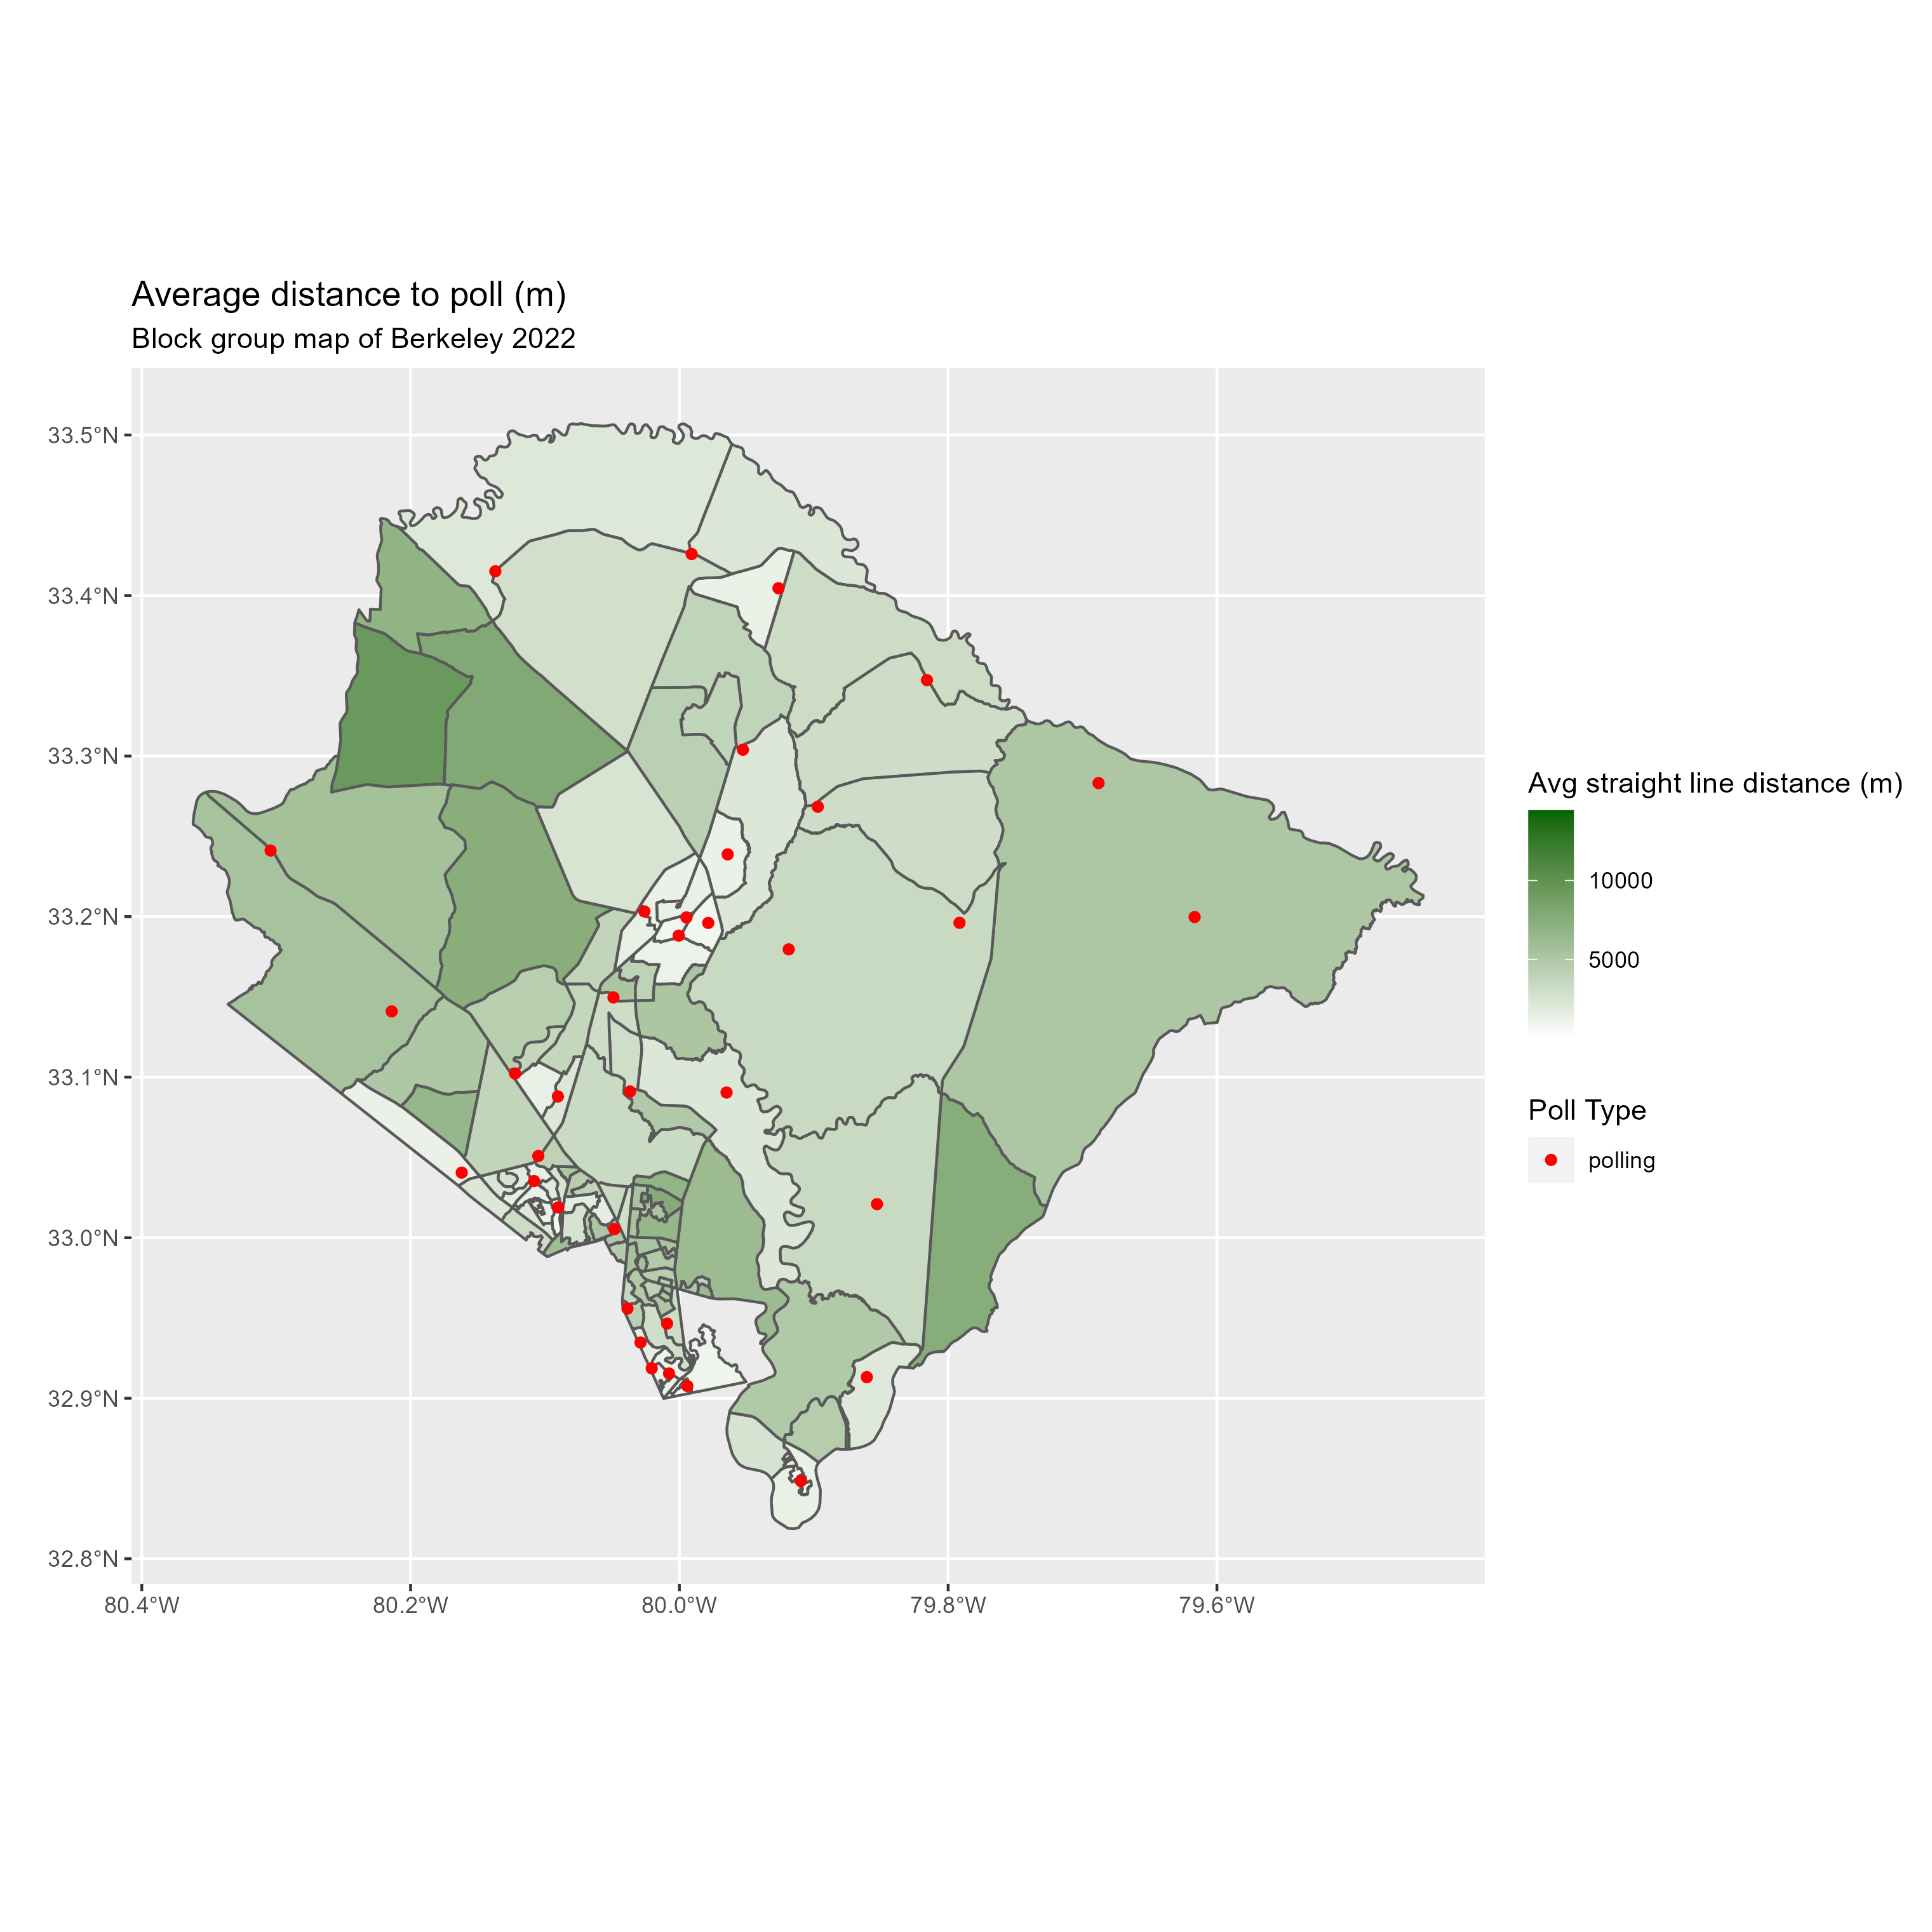 Average distance to poll (m)
Block group map of Berkeley 2022
33.5°N
33.4°N
33.3°N
33.2°N
33.1°N
33.0°N
32.9°N
32.8°N
80.4°W
80.2°W
80.0°W
79.8°W
79.6°W
Avg straight line distance (m)
10000
5000
Poll Type
polling